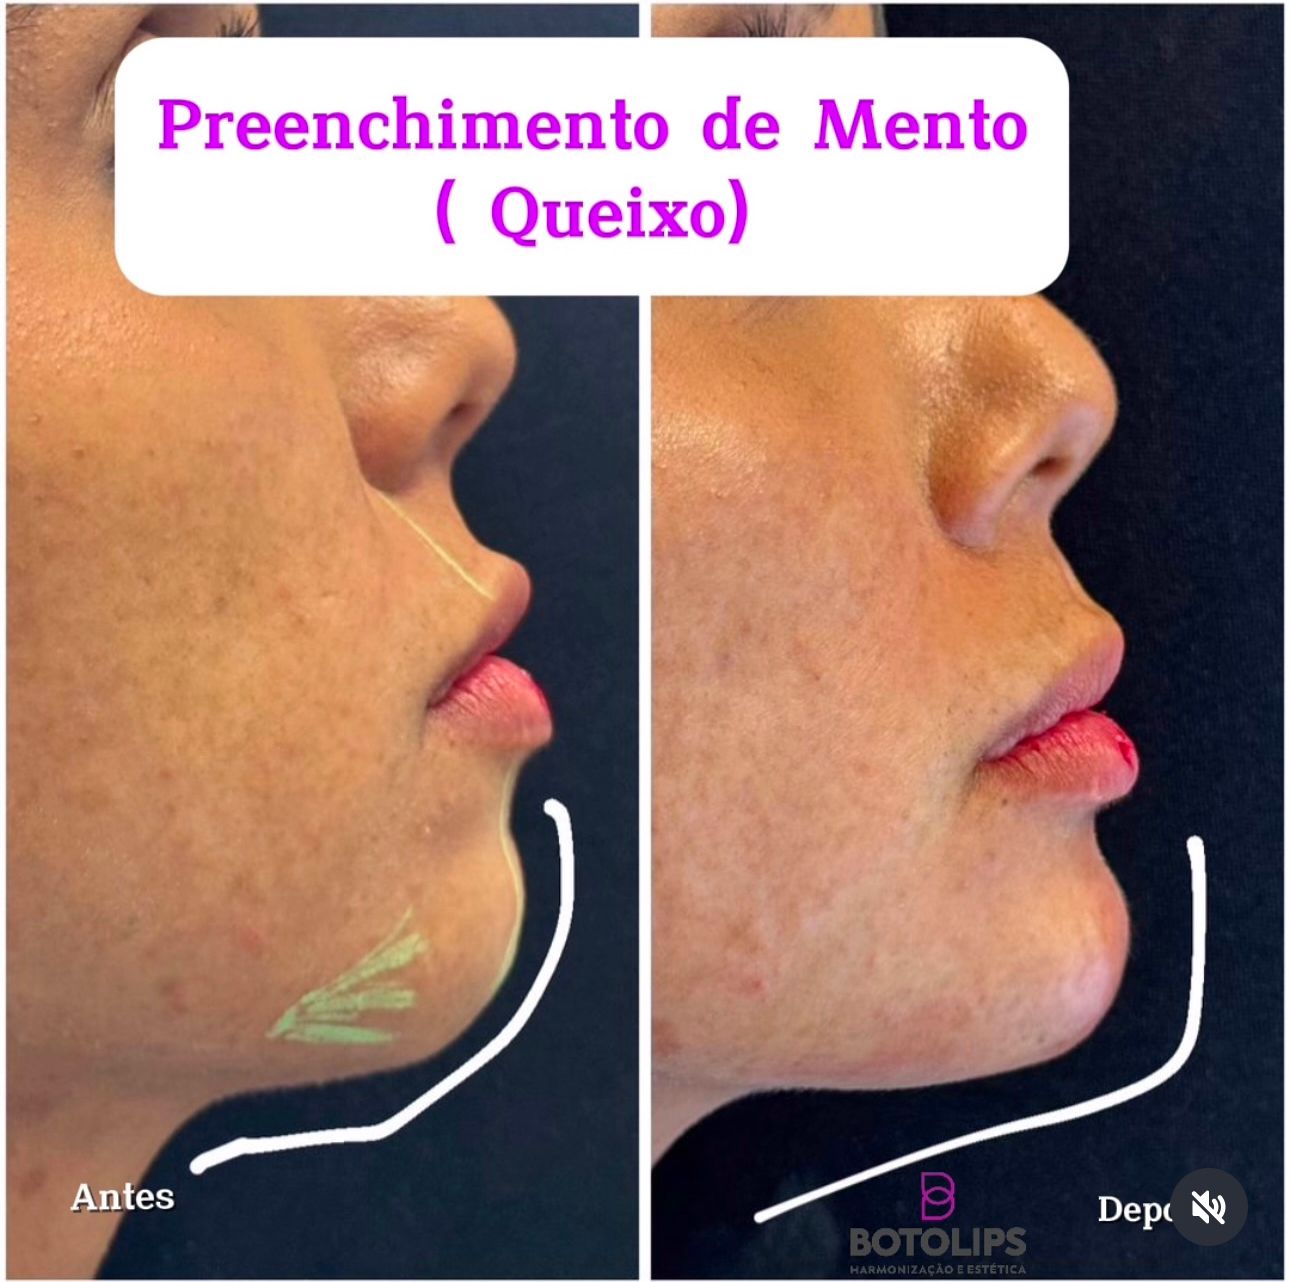 Preenchimento de Mento
( Queixo)
Antes
BOTOLIPS
HARMONIZAÇÃO E ESTÉTICA